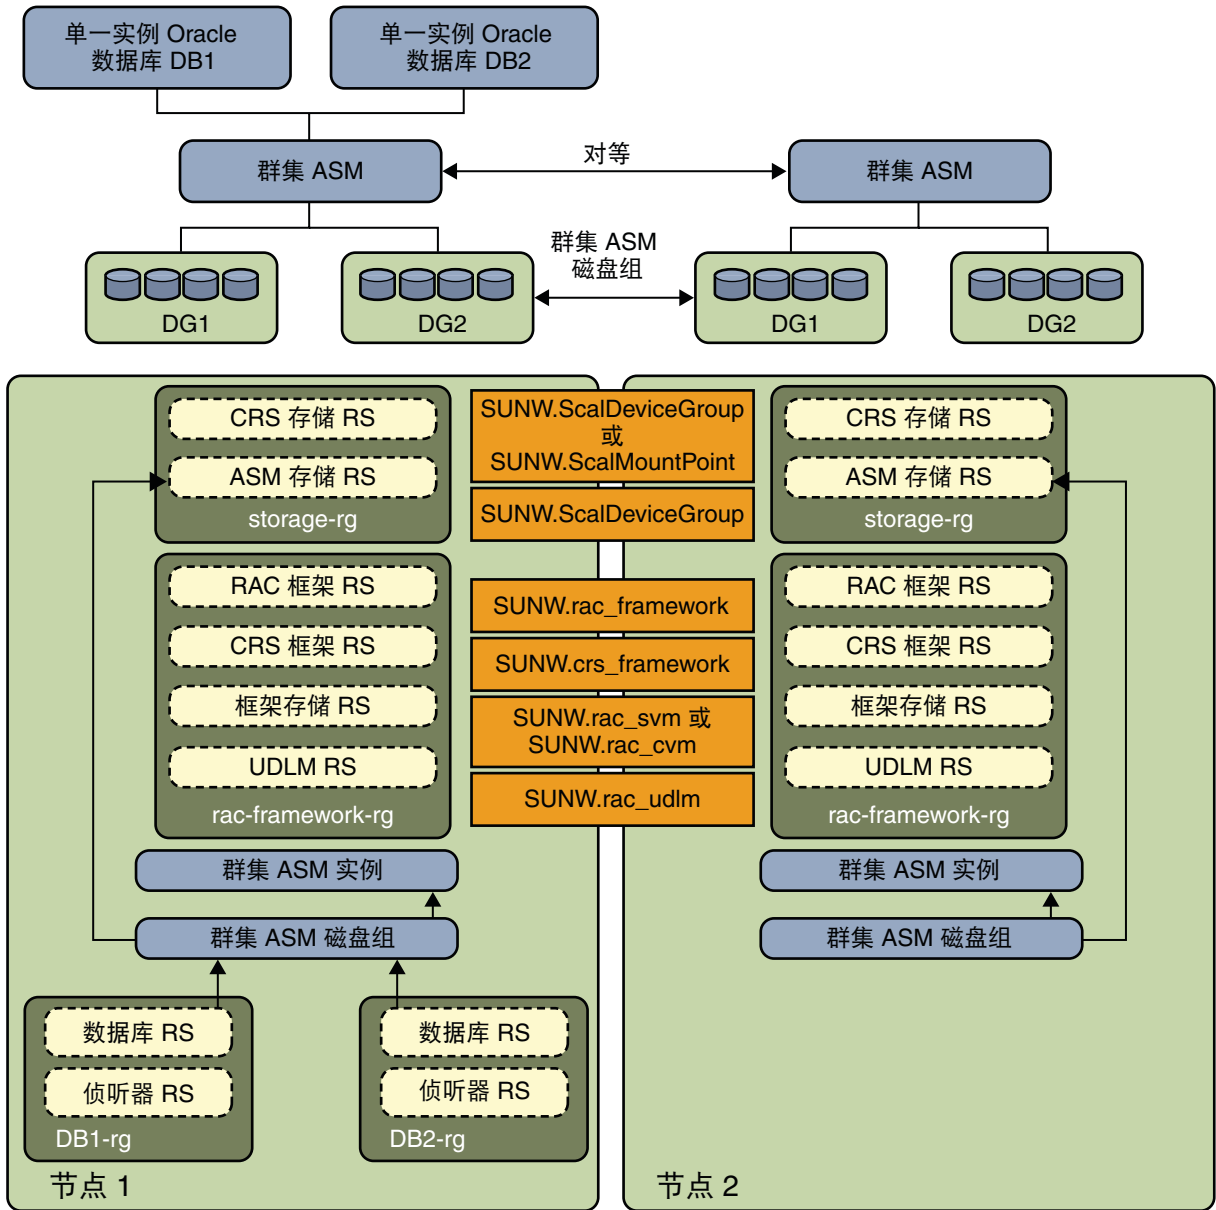 单一实例 Oracle
数据库 DB1
单一实例 Oracle
数据库 DB2
群集 ASM
对等
群集 ASM
群集 ASM
磁盘组
DG1
DG2
DG1
DG2
CRS 存储 RS
ASM 存储 RS
storage-rg
SUNW.ScalDeviceGroup
或
SUNW.ScalMountPoint
SUNW.ScalDeviceGroup
CRS 存储 RS
ASM 存储 RS
storage-rg
RAC 框架 RS
CRS 框架 RS
框架存储 RS
UDLM RS
rac-framework-rg
SUNW.rac_framework
SUNW.crs_framework
SUNW.rac_svm 或
SUNW.rac_cvm
SUNW.rac_udlm
RAC 框架 RS
CRS 框架 RS
框架存储 RS
UDLM RS
rac-framework-rg
群集 ASM 实例
群集 ASM 磁盘组
群集 ASM 实例
群集 ASM 磁盘组
数据库 RS
侦听器 RS
DB1-rg
数据库 RS
侦听器 RS
DB2-rg
节点 1
节点 2